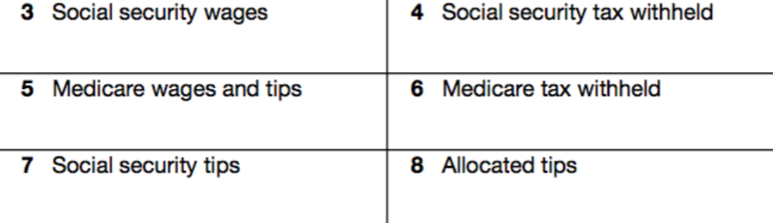 3 Social security wages
4 Social security tax withheld
5 Medicare wages and tips
6 Medicare tax withheld
7 Social security tips
8 Allocated tips